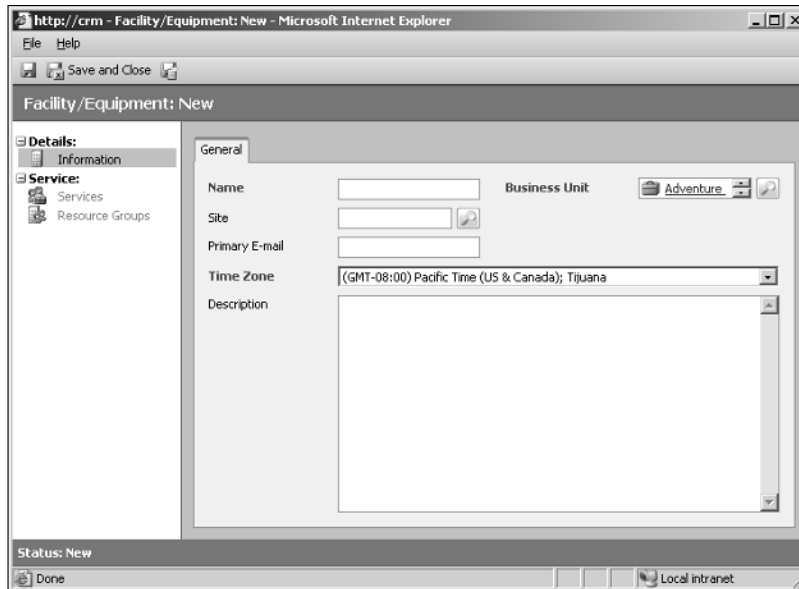 http://crm - Facility/Equipment: New - Microsoft Internet Explorer
File Help
Save and Close
Facility/Equipment: New
Details:
Information
Service:
Services
Resource Groups
General
Name
Business Unit
Adventure
Site
Primary E-mail
Time Zone
(GMT-08:00) Pacific Time (US & Canada); Tijuana
Description
Status: New
Done
Local intranet